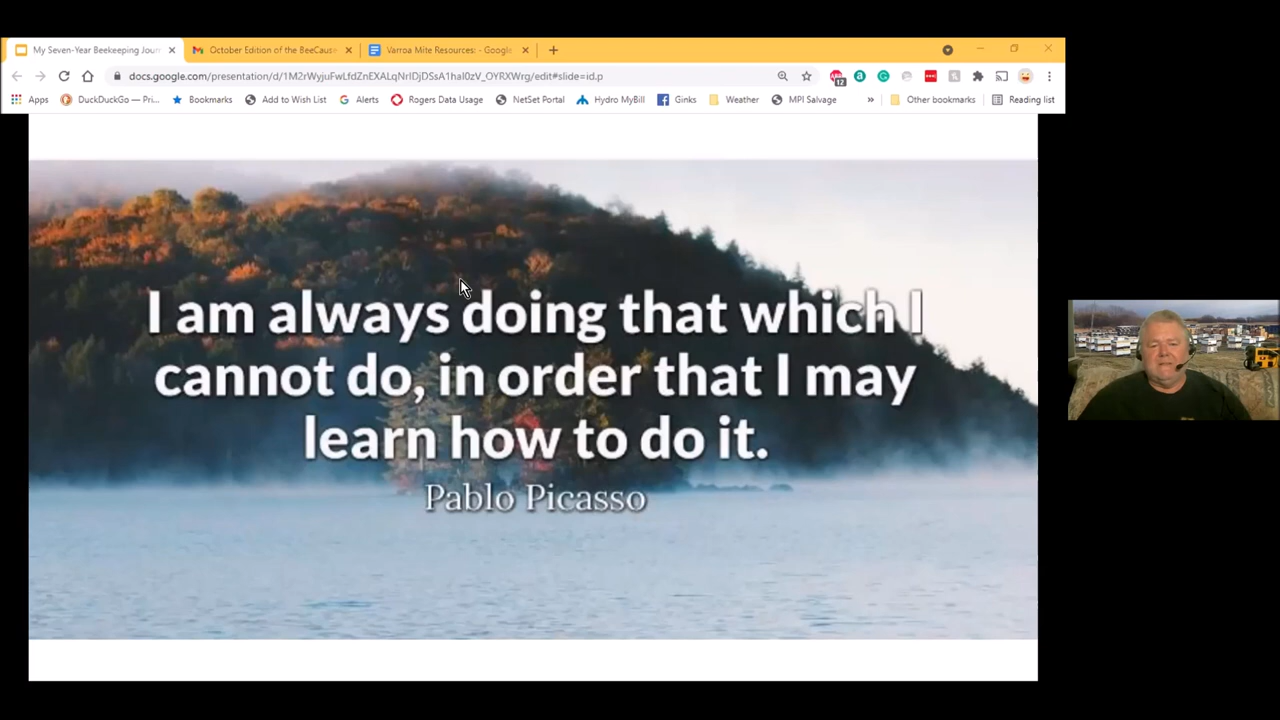 My Seven-Year Beekeeping Jour
October Edition of the BeeCause
Varroa Mite Resources: - Google
docs.google.com/presentation/d/1M2rWyjuFwLfdZnEXALqNrIDjDSsA1haI0zV_OYRXWrg/edit#slide=id.p
12
Apps
DuckDuckGo — Pri...
Bookmarks
Add to Wish List
Alerts
Rogers Data Usage
NetSet Portal
Hydro MyBill
Ginks
Weather
MPI Salvage
»
Other bookmarks
Reading list
I am always doing that which I
cannot do, in order that I may
learn how to do it.
Pablo Picasso